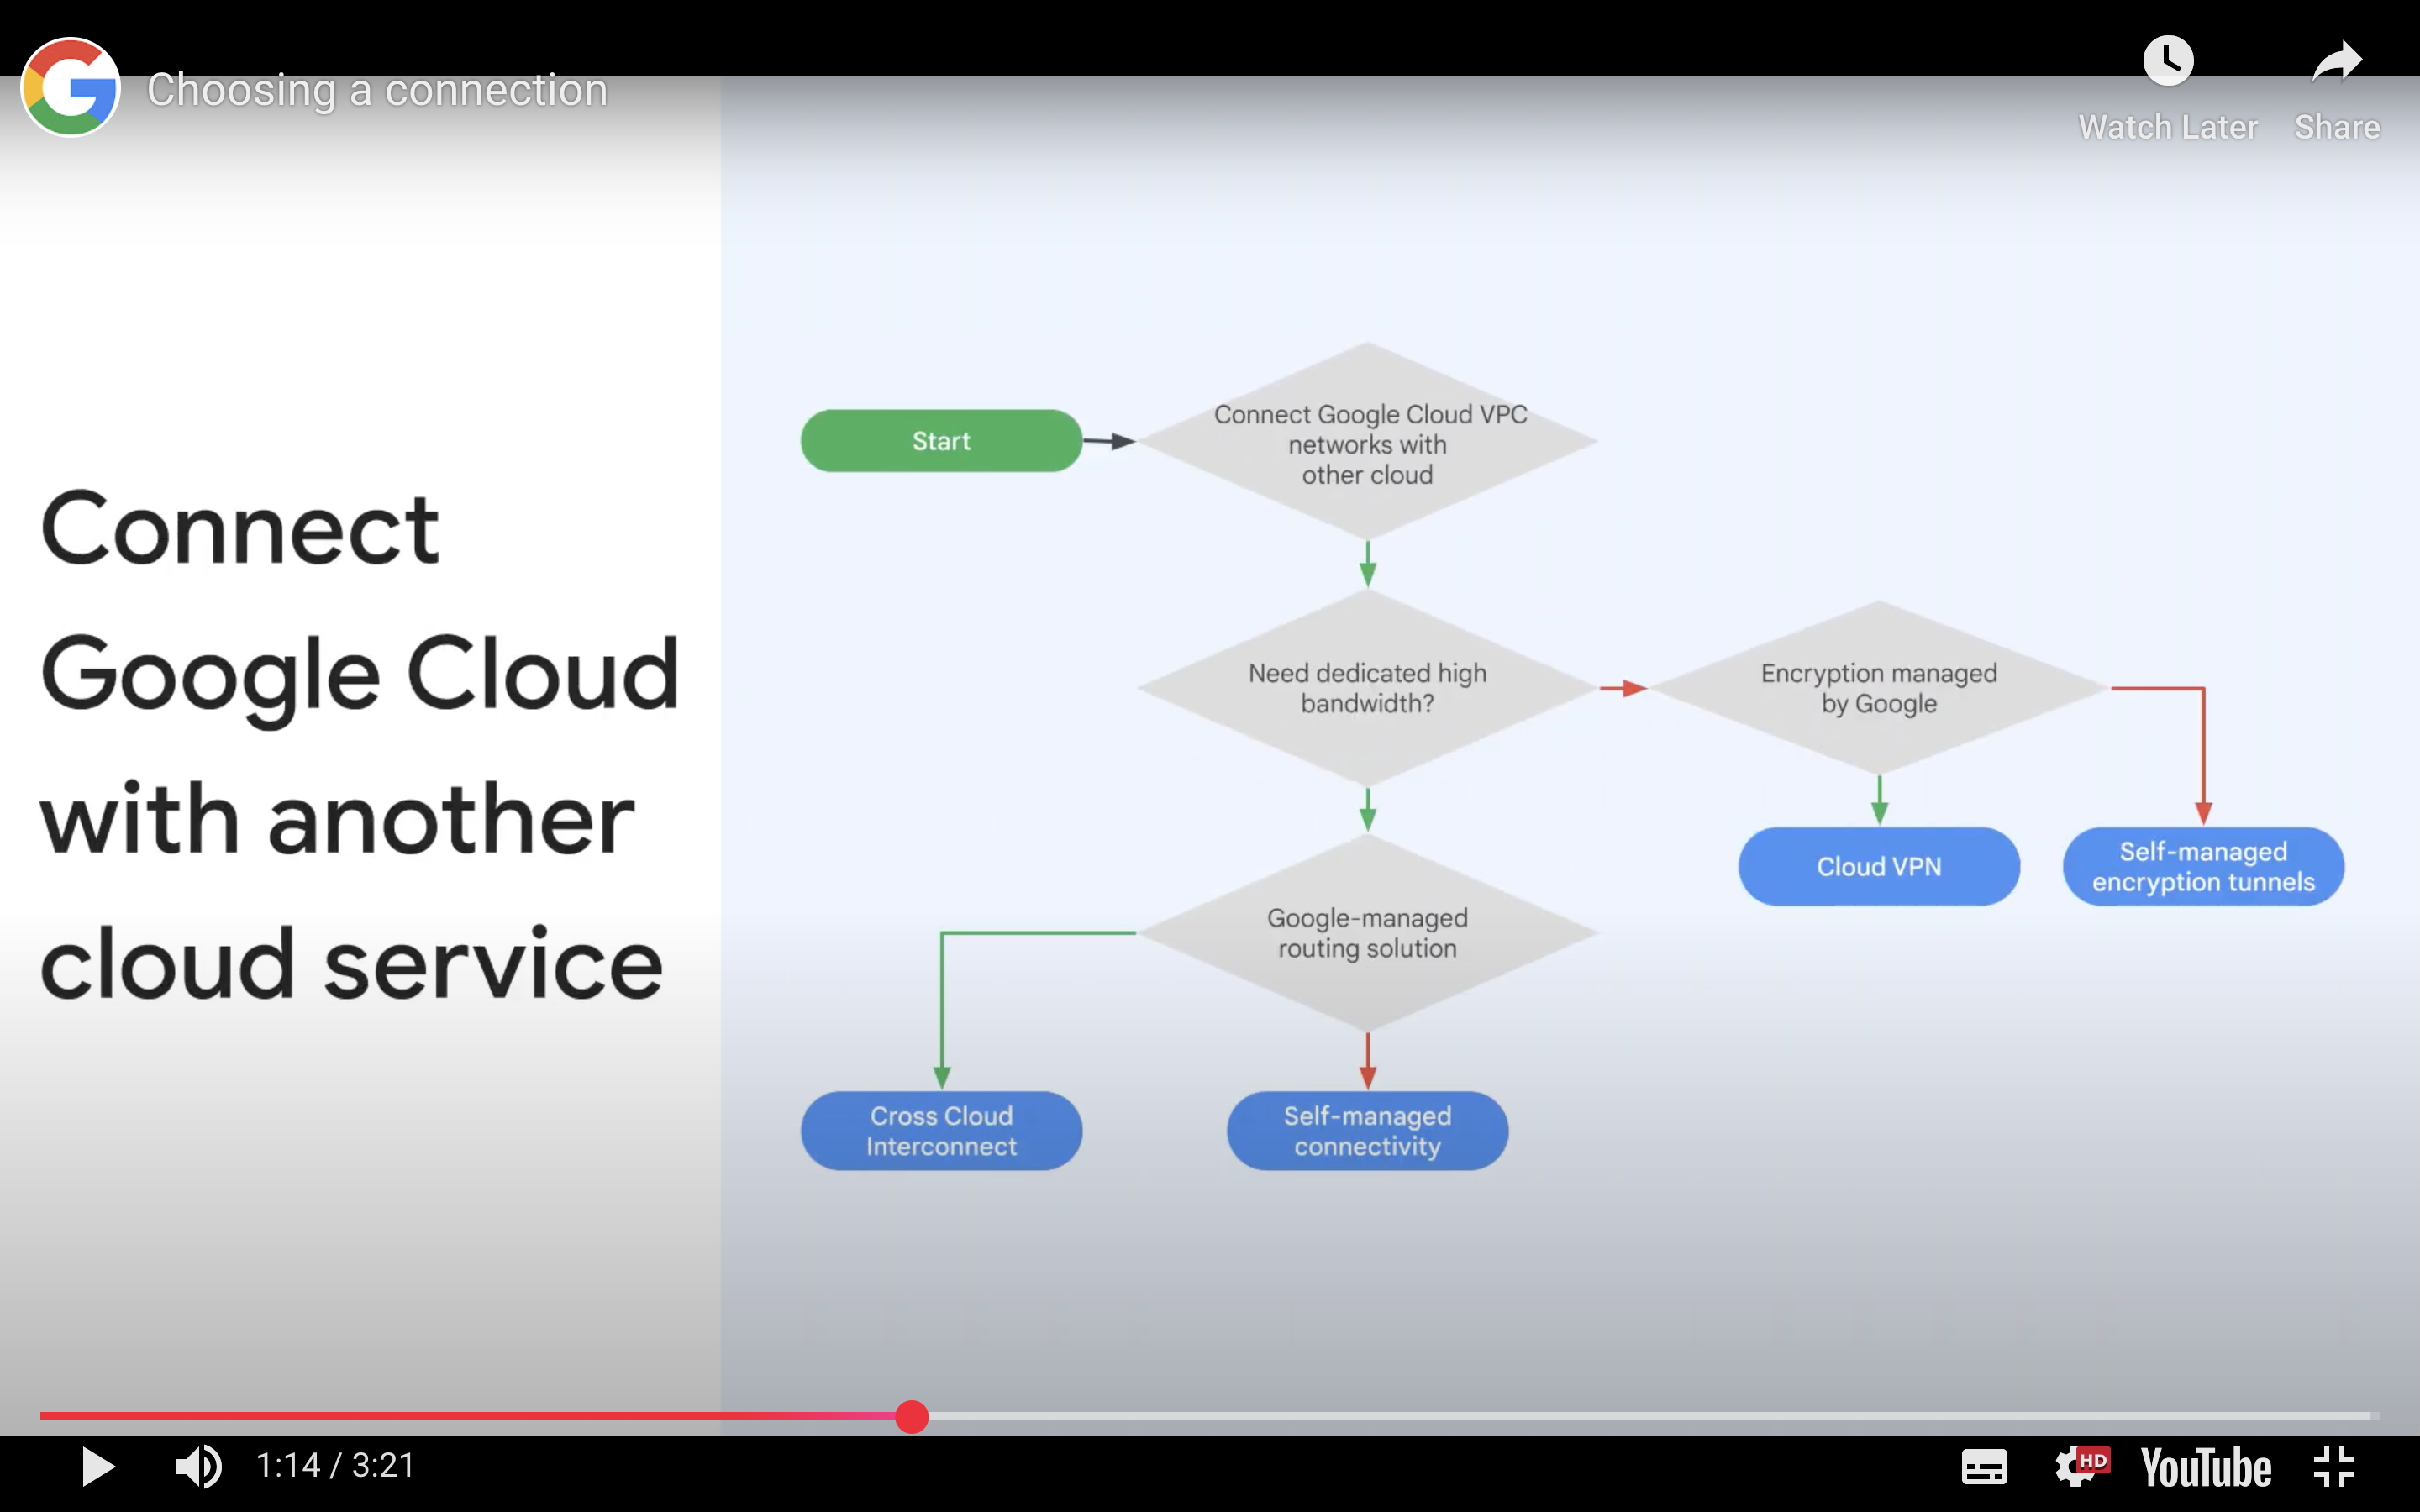 Choosing a connection
Watch Later
Share
Connect
Google Cloud
with another
cloud service
Start
Connect Google Cloud VPC
networks with
other cloud
Need dedicated high
bandwidth?
Encryption managed
by Google
Cloud VPN
Self-managed
encryption tunnels
Google-managed
routing solution
Cross Cloud
Interconnect
Self-managed
connectivity
1:14 / 3:21
HD
YouTube